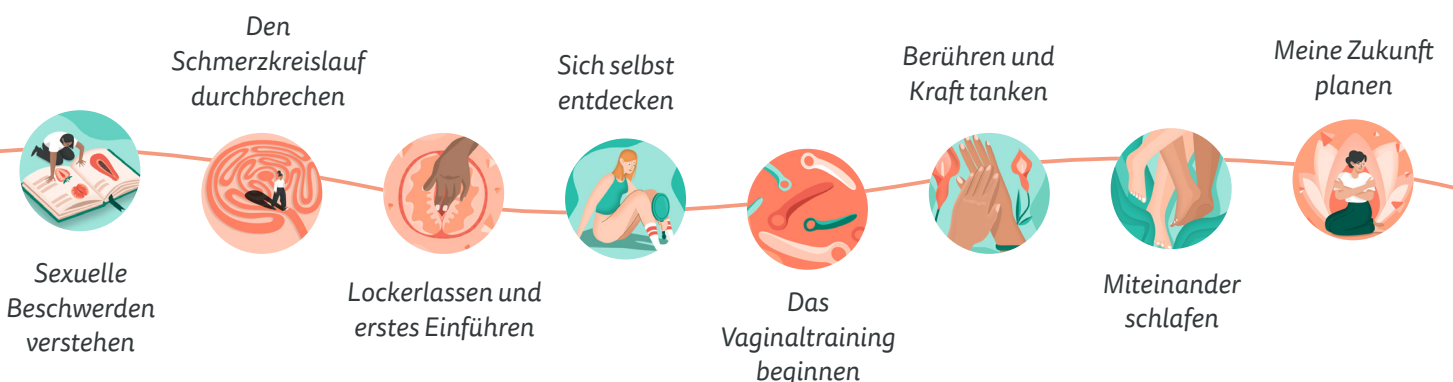 Sexuelle
Beschwerden
verstehen
Den
Schmerzkreislauf
durchbrechen
Lockerlassen und
erstes Einführen
Sich selbst
entdecken
Das
Vaginaltraining
beginnen
Berühren und
Kraft tanken
Miteinander
schlafen
Meine Zukunft
planen